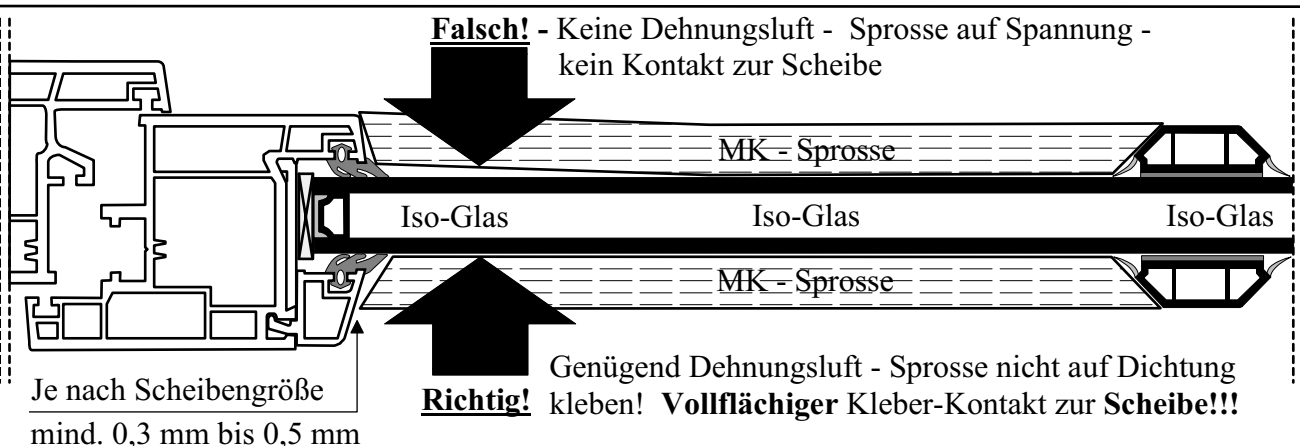 Falsch! - Keine Dehnungsluft - Sprosse auf Spannung -
kein Kontakt zur Scheibe
MK - Sprosse
Iso-Glas Iso-Glas Iso-Glas
MK - Sprosse
Je nach Scheibengröße
mind. 0,3 mm bis 0,5 mm
Genügend Dehnungsluft - Sprosse nicht auf Dichtung
Richtig! kleben! Vollflächiger Kleber-Kontakt zur Scheibe!!!